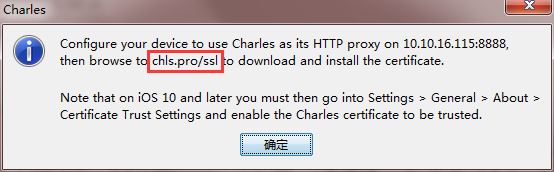 Charles
Configure your device to use Charles as its HTTP proxy on 10.10.16.115:8888,
then browse to chls.pro/ssl to download and install the certificate.
Note that on iOS 10 and later you must then go into Settings > General > About >
Certificate Trust Settings and enable the Charles certificate to be trusted.
确定